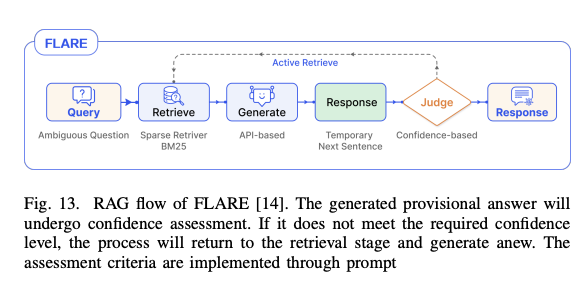 FLARE
Active Retrieve
Query
Retrieve
Generate
Response
Judge
Response
Ambiguous Question
Sparse Retriver
BM25
API-based
Temporary
Next Sentence
Confidence-based
Fig. 13. RAG flow of FLARE [14]. The generated provisional answer will
undergo confidence assessment. If it does not meet the required confidence
level, the process will return to the retrieval stage and generate anew. The
assessment criteria are implemented through prompt